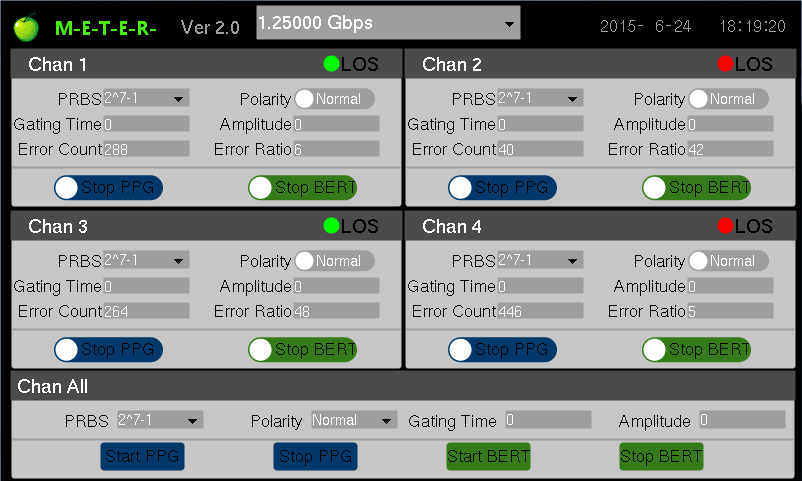 M-E-T-E-R- Ver 2.0 1.25000 Gbps 2015- 6-24 18:19:20
Chan 1 LOS
PRBS 2^7-1 Polarity Normal
Gating Time 0 Amplitude 0
Error Count 288 Error Ratio 6
Stop PPG Stop BERT
Chan 2 LOS
PRBS 2^7-1 Polarity Normal
Gating Time 0 Amplitude 0
Error Count 40 Error Ratio 42
Stop PPG Stop BERT
Chan 3 LOS
PRBS 2^7-1 Polarity Normal
Gating Time 0 Amplitude 0
Error Count 264 Error Ratio 48
Stop PPG Stop BERT
Chan 4 LOS
PRBS 2^7-1 Polarity Normal
Gating Time 0 Amplitude 0
Error Count 446 Error Ratio 5
Stop PPG Stop BERT
Chan All
PRBS 2^7-1 Polarity Normal Gating Time 0 Amplitude 0
Start PPG Stop PPG Start BERT Stop BERT